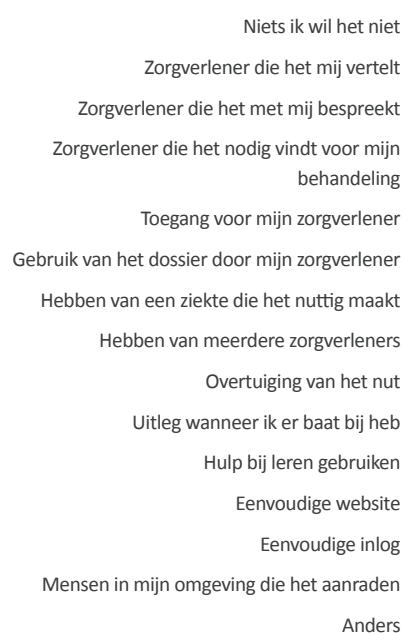 Niets ik wil het niet
Zorgverlener die het mij vertelt
Zorgverlener die het met mij bespreekt
Zorgverlener die het nodig vindt voor mijn
behandeling
Toegang voor mijn zorgverlener
Gebruik van het dossier door mijn zorgverlener
Hebben van een ziekte die het nuttig maakt
Hebben van meerdere zorgverleners
Overtuiging van het nut
Uitleg wanneer ik er baat bij heb
Hulp bij leren gebruiken
Eenvoudige website
Eenvoudige inlog
Mensen in mijn omgeving die het aanraden
Anders